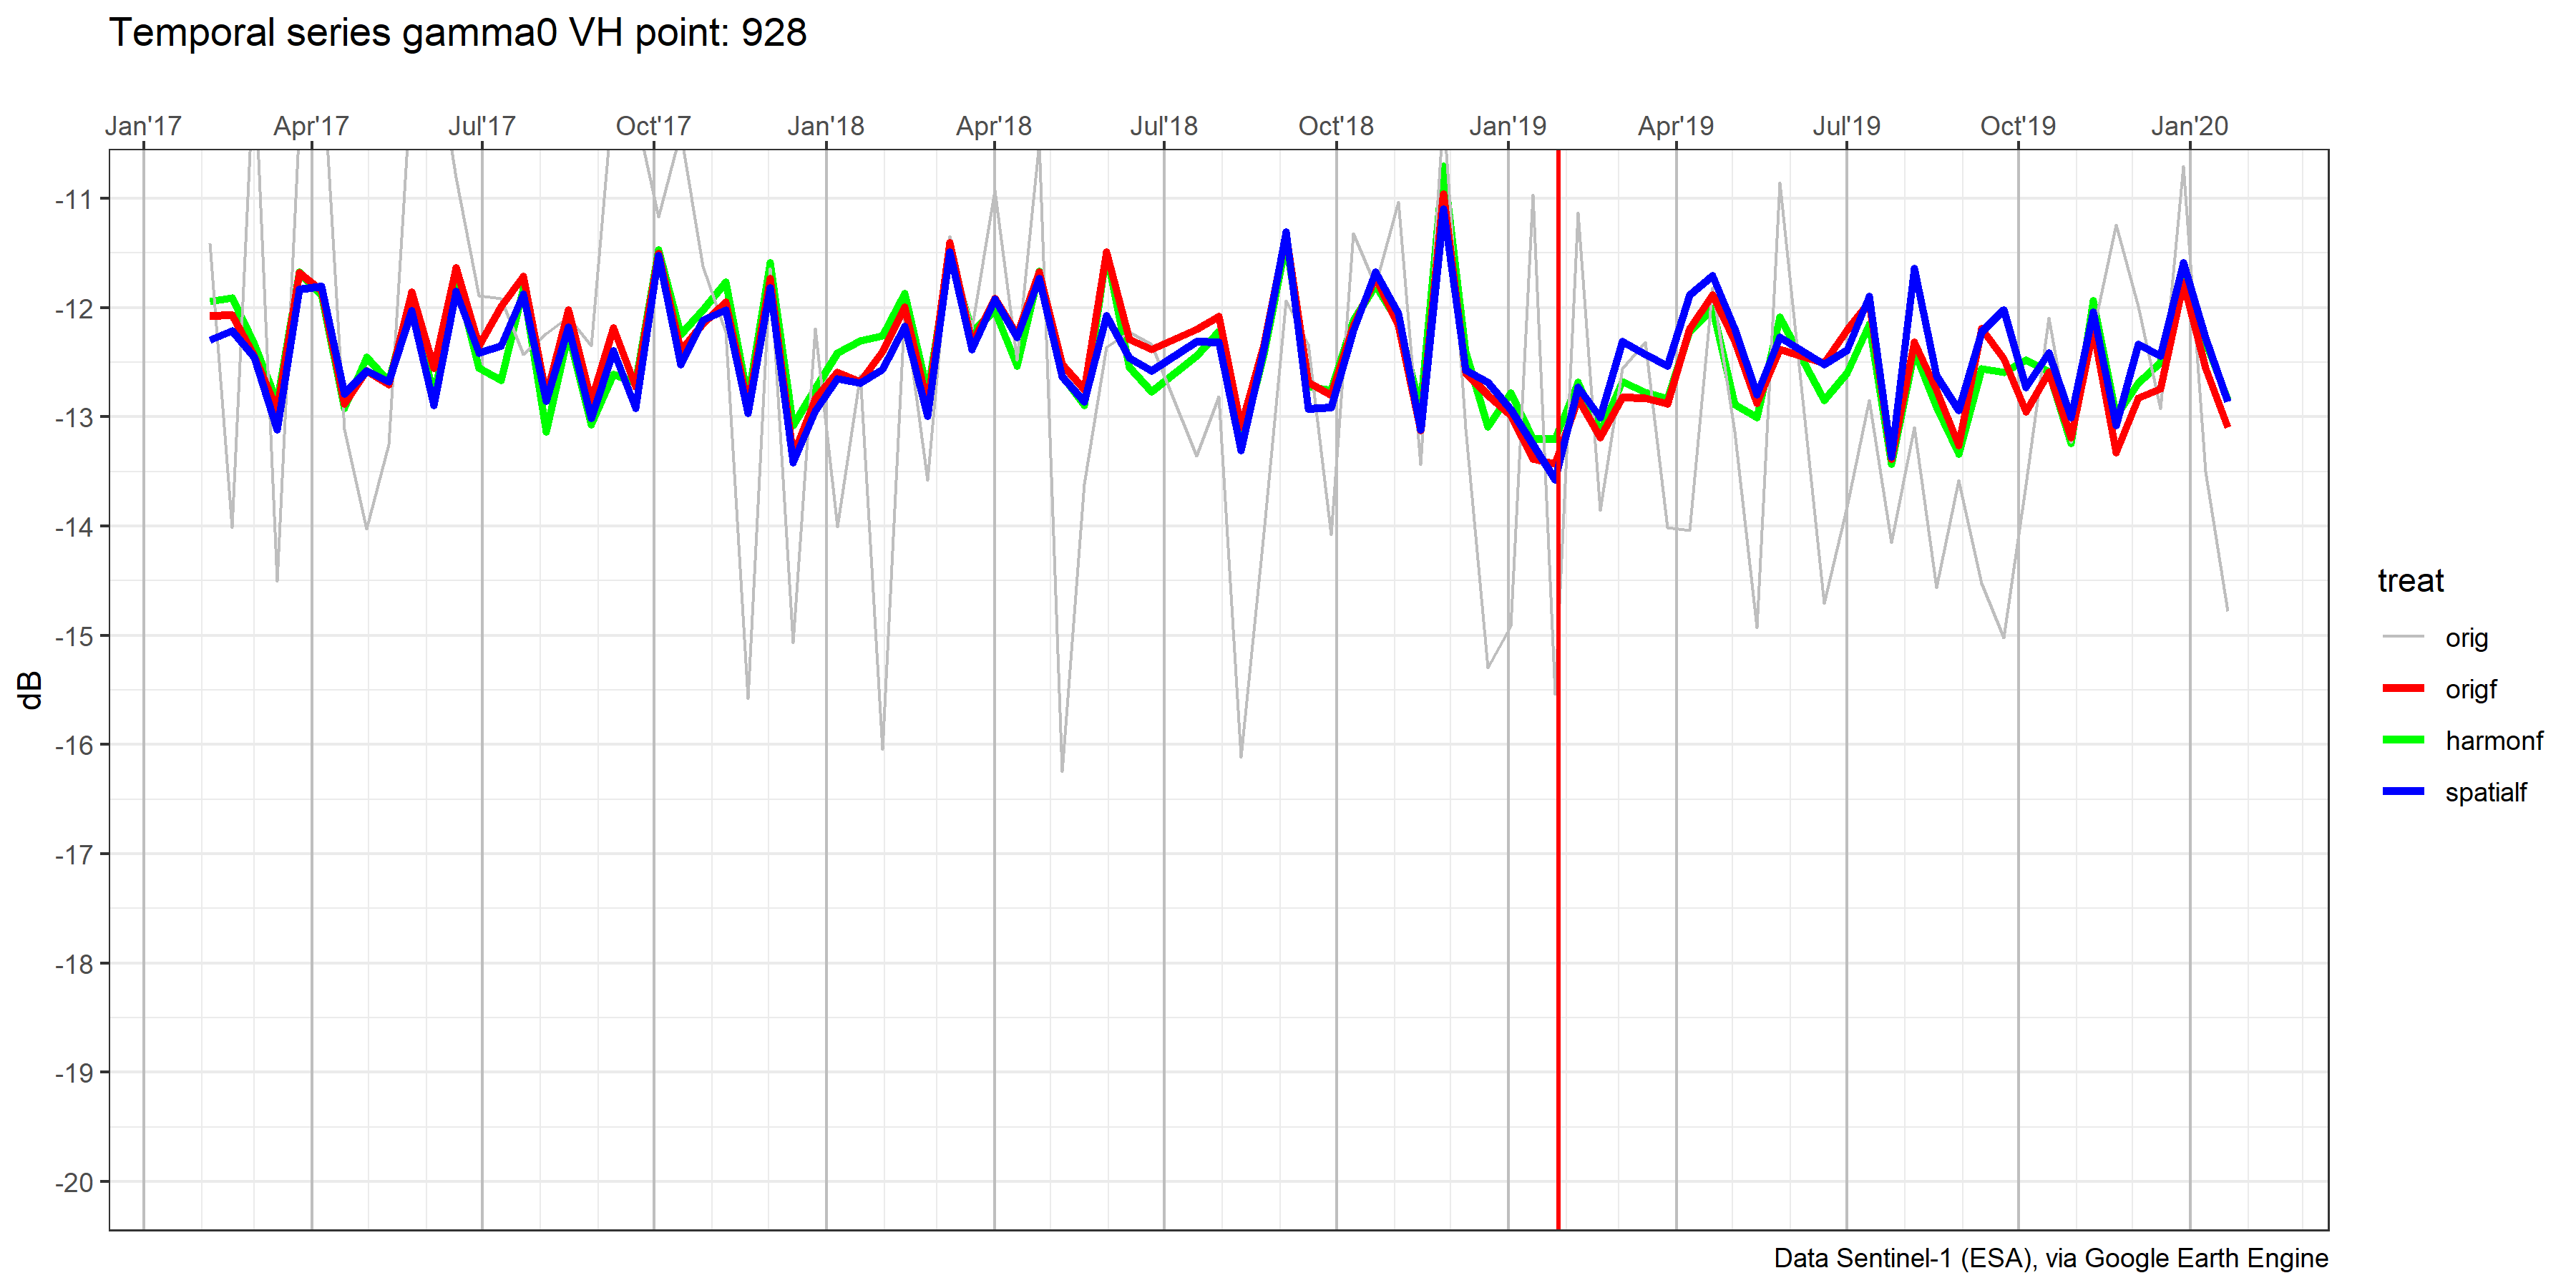 Temporal series gamma0 VH point: 928
Jan'17 Apr'17 Jul'17 Oct'17 Jan'18 Apr'18 Jul'18 Oct'18 Jan'19 Apr'19 Jul'19 Oct'19 Jan'20
-11
-12
-13
-14
-15
-16
-17
-18
-19
-20
dB
treat
orig
origf
harmonf
spatialf
Data Sentinel-1 (ESA), via Google Earth Engine